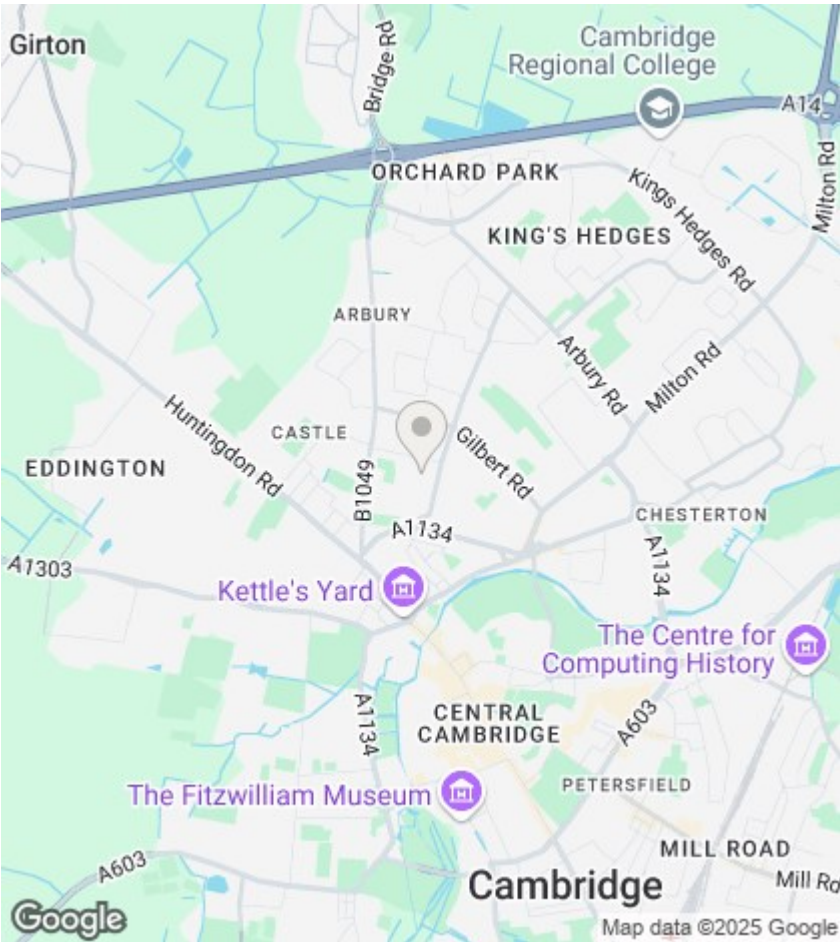 Girton
Bridge Rd
Cambridge
Regional College
A14
Milton Rd
ORCHARD PARK
Kings Hedges Rd
KING'S HEDGES
ARBURY
Arbury Rd
Milton Rd
Huntingdon Rd
CASTLE
Gilbert Rd
EDDINGTON
B1049
A1134
CHESTERTON
A1134
A1303
Kettle's Yard
The Centre for
Computing History
A1134
CENTRAL
CAMBRIDGE
A603
The Fitzwilliam Museum
PETERSFIELD
MILL ROAD
A603
Cambridge
Mill Rd
Google
Map data ©2025 Google